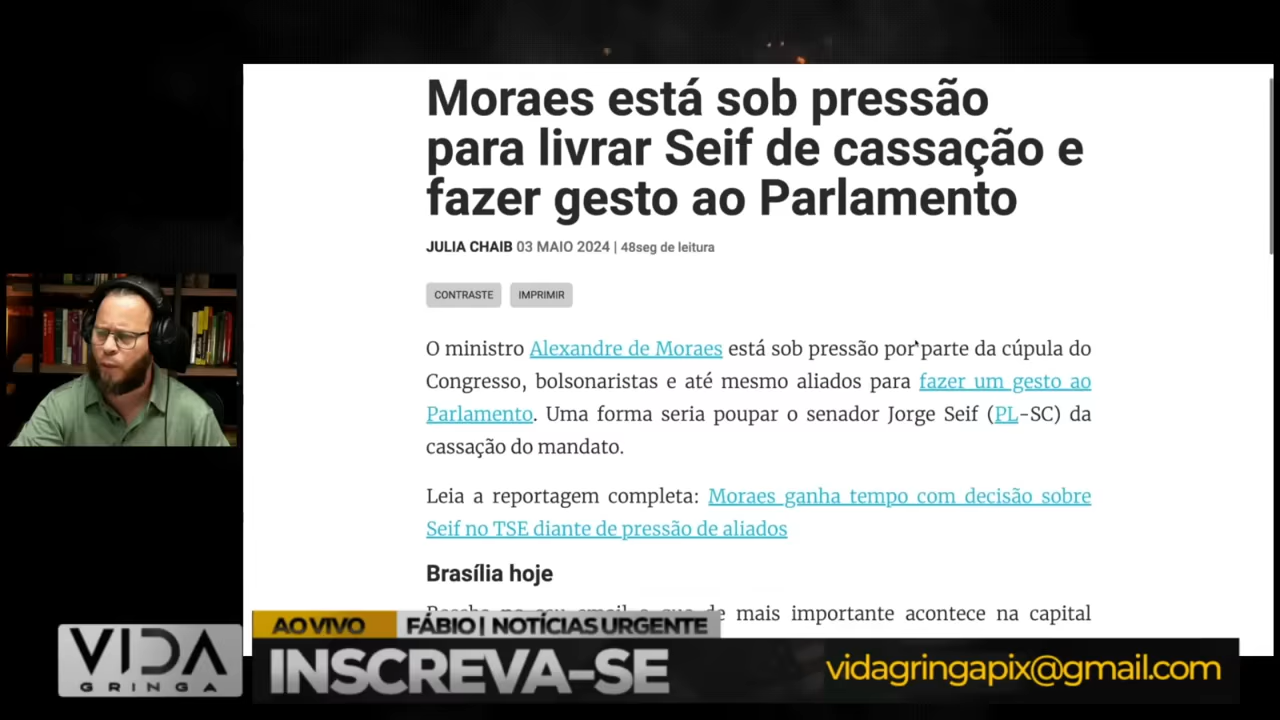 Moraes está sob pressão
para livrar Seif de cassação e
fazer gesto ao Parlamento
JULIA CHAIB 03 MAIO 2024 | 48seg de leitura
CONTRASTE IMPRIMIR
O ministro Alexandre de Moraes está sob pressão por parte da cúpula do
Congresso, bolsonaristas e até mesmo aliados para fazer um gesto ao
Parlamento. Uma forma seria poupar o senador Jorge Seif (PL-SC) da
cassação do mandato.
Leia a reportagem completa: Moraes ganha tempo com decisão sobre
Seif no TSE diante de pressão de aliados
Brasília hoje
de mais importante acontece na capital
AO VIVO FÁBIO | NOTÍCIAS URGENTE
VIDA
GRINGA
INSCREVA-SE
vidagringapix@gmail.com